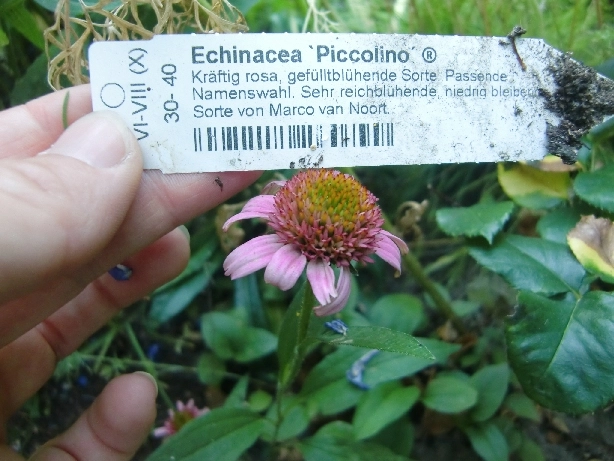 Echinacea `Piccolino´ ®
Kräftig rosa, gefülltblühende Sorte. Passende
Namenswahl. Sehr reichblühende, niedrig bleiben
Sorte von Marco van Noort.
VI-VIII (X)
30- 40